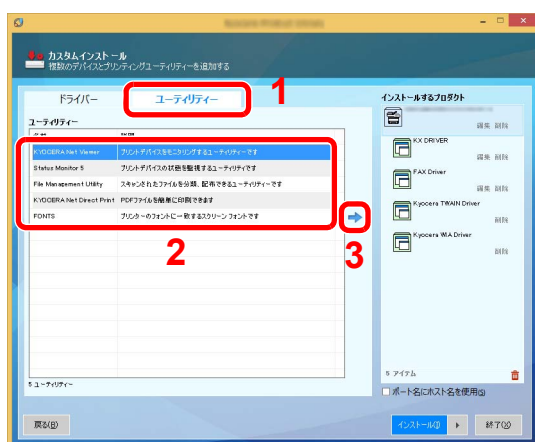 カスタムインストール
複数のデバイスとプリンティングユーティリティーを追加する
ドライバー
ユーティリティー
1
インストールするプロダクト
ユーティリティー
編集 削除
KYOCERA Net Viewer プリントデバイスをモニタリングするユーティリティーです
KX DRIVER
編集 削除
Status Monitor 5 プリントデバイスの状態を監視するユーティリティです
File Management Utility スキャンされたファイルを分類、配布できるユーティリティーです
FAX Driver
編集 削除
KYOCERA Net Direct Print PDFファイルを簡単に印刷できます
Kyocera TWAIN Driver
削除
FONTS プリンターのフォントに一致するスクリーンフォントです
2
3
Kyocera WIA Driver
削除
5 ユーティリティー
5 アイテム
ポート名にホスト名を使用(S)
戻る(B)
インストール(I)
終了(X)